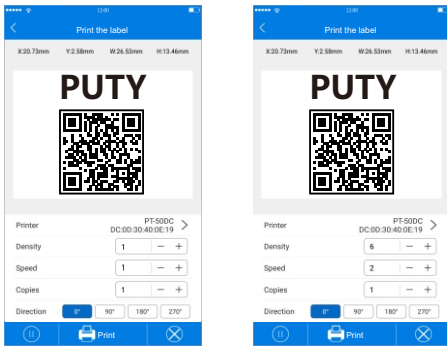 12:00
Print the label
X:20.73mm Y:2.58mm W:26.53mm H:13.46mm
PUTY
Printer PT-50DC
DC:0D:30:40:0E:19
Density 1 − +
Speed 1 − +
Copies 1 − +
Direction 0° 90° 180° 270°
Print
12:00
Print the label
X:20.73mm Y:2.58mm W:26.53mm H:13.46mm
PUTY
Printer PT-50DC
DC:0D:30:40:0E:19
Density 6 − +
Speed 2 − +
Copies 1 − +
Direction 0° 90° 180° 270°
Print